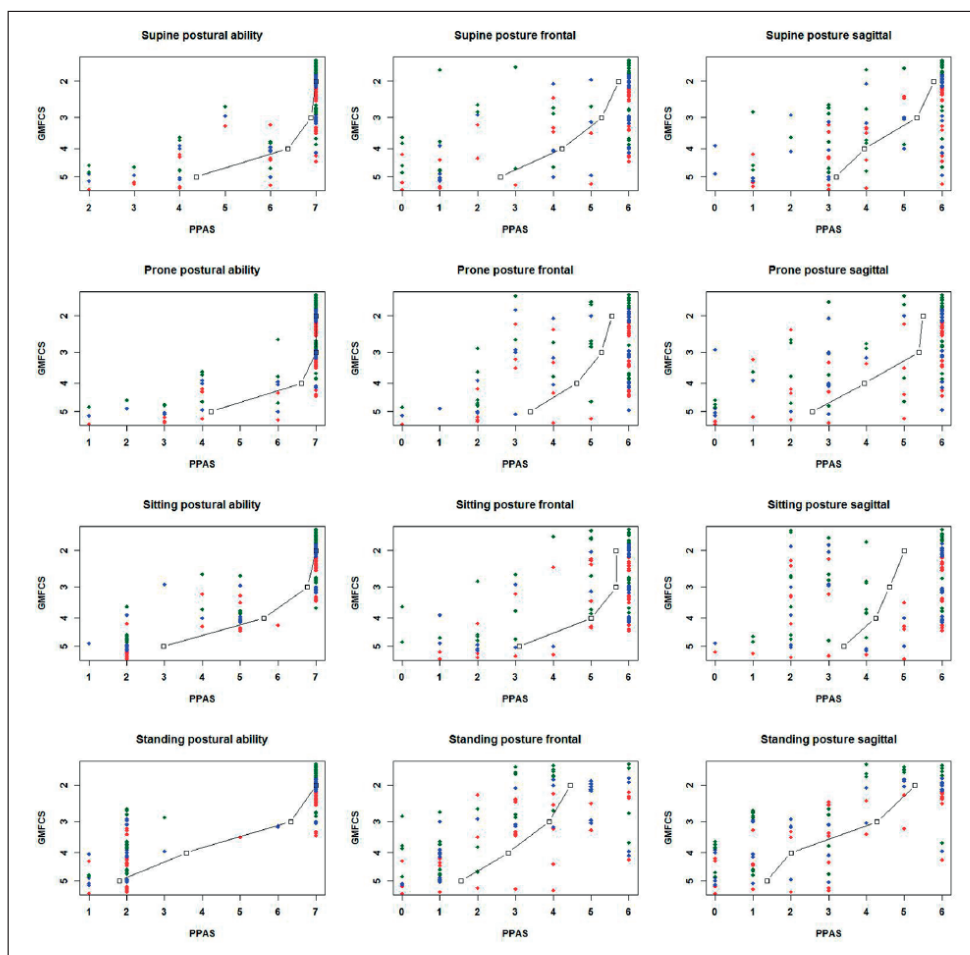 Supine postural ability
GMFCS
2
3
4
5
2 3 4 5 6 7
PPAS
Supine posture frontal
GMFCS
2
3
4
5
0 1 2 3 4 5 6
PPAS
Supine posture sagittal
GMFCS
2
3
4
5
0 1 2 3 4 5 6
PPAS
Prone postural ability
GMFCS
2
3
4
5
1 2 3 4 5 6 7
PPAS
Prone posture frontal
GMFCS
2
3
4
5
0 1 2 3 4 5 6
PPAS
Prone posture sagittal
GMFCS
2
3
4
5
0 1 2 3 4 5 6
PPAS
Sitting postural ability
GMFCS
2
3
4
5
1 2 3 4 5 6 7
PPAS
Sitting posture frontal
GMFCS
2
3
4
5
0 1 2 3 4 5 6
PPAS
Sitting posture sagittal
GMFCS
2
3
4
5
0 1 2 3 4 5 6
PPAS
Standing postural ability
GMFCS
2
3
4
5
1 2 3 4 5 6 7
PPAS
Standing posture frontal
GMFCS
2
3
4
5
0 1 2 3 4 5 6
PPAS
Standing posture sagittal
GMFCS
2
3
4
5
0 1 2 3 4 5 6
PPAS